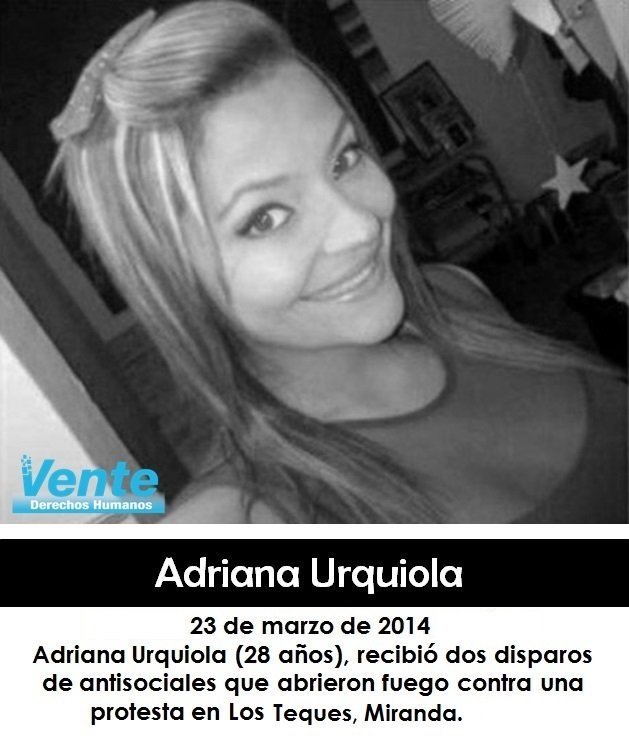 Vente
Derechos Humanos
Adriana Urquiola
23 de marzo de 2014
Adriana Urquiola (28 años), recibió dos disparos
de antisociales que abrieron fuego contra una
protesta en Los Teques, Miranda.